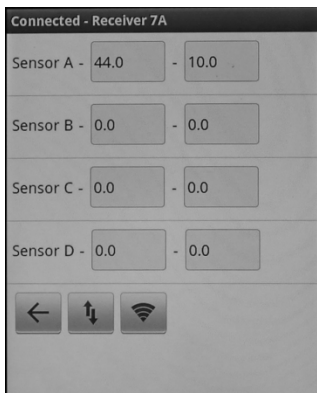 Connected - Receiver 7A
Sensor A - 44.0 - 10.0
Sensor B - 0.0 - 0.0
Sensor C - 0.0 - 0.0
Sensor D - 0.0 - 0.0